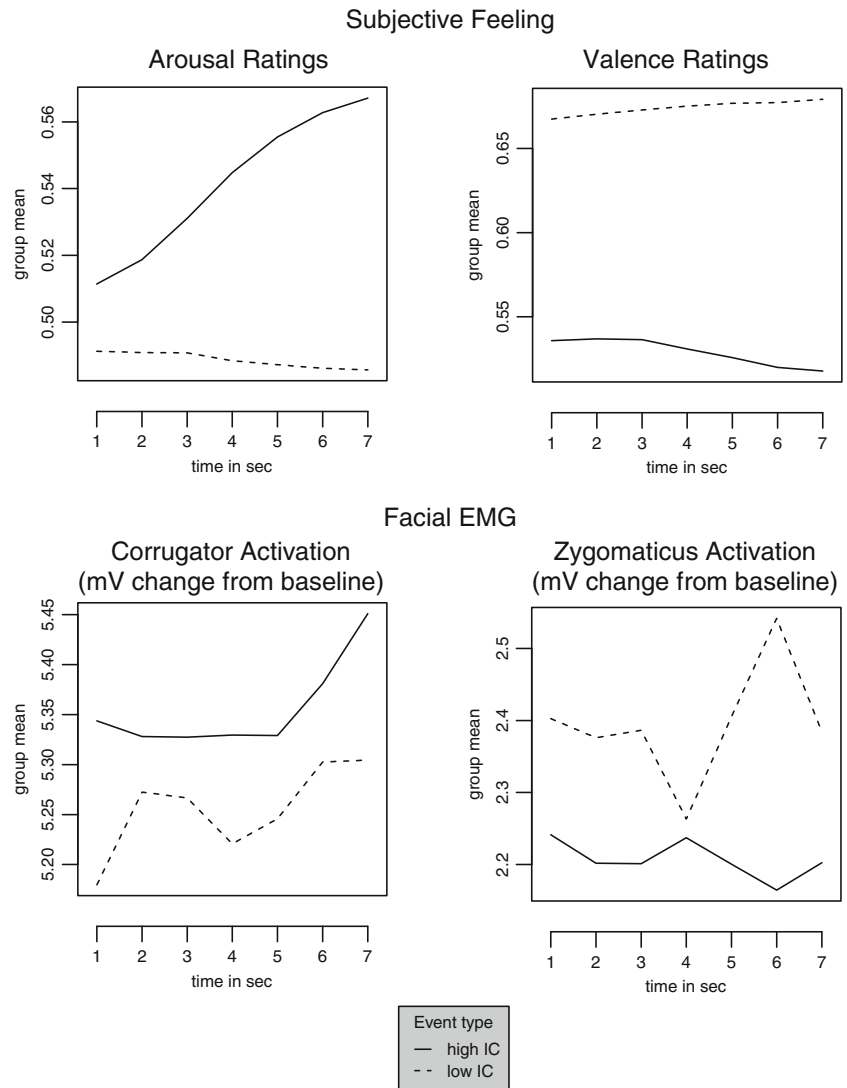 Subjective Feeling
Arousal Ratings
group mean
0.56
0.54
0.52
0.50
1 2 3 4 5 6 7
time in sec
Valence Ratings
group mean
0.65
0.60
0.55
1 2 3 4 5 6 7
time in sec
Facial EMG
Corrugator Activation
(mV change from baseline)
group mean
5.45
5.40
5.35
5.30
5.25
5.20
1 2 3 4 5 6 7
time in sec
Zygomaticus Activation
(mV change from baseline)
group mean
2.5
2.4
2.3
2.2
1 2 3 4 5 6 7
time in sec
Event type
high IC
low IC